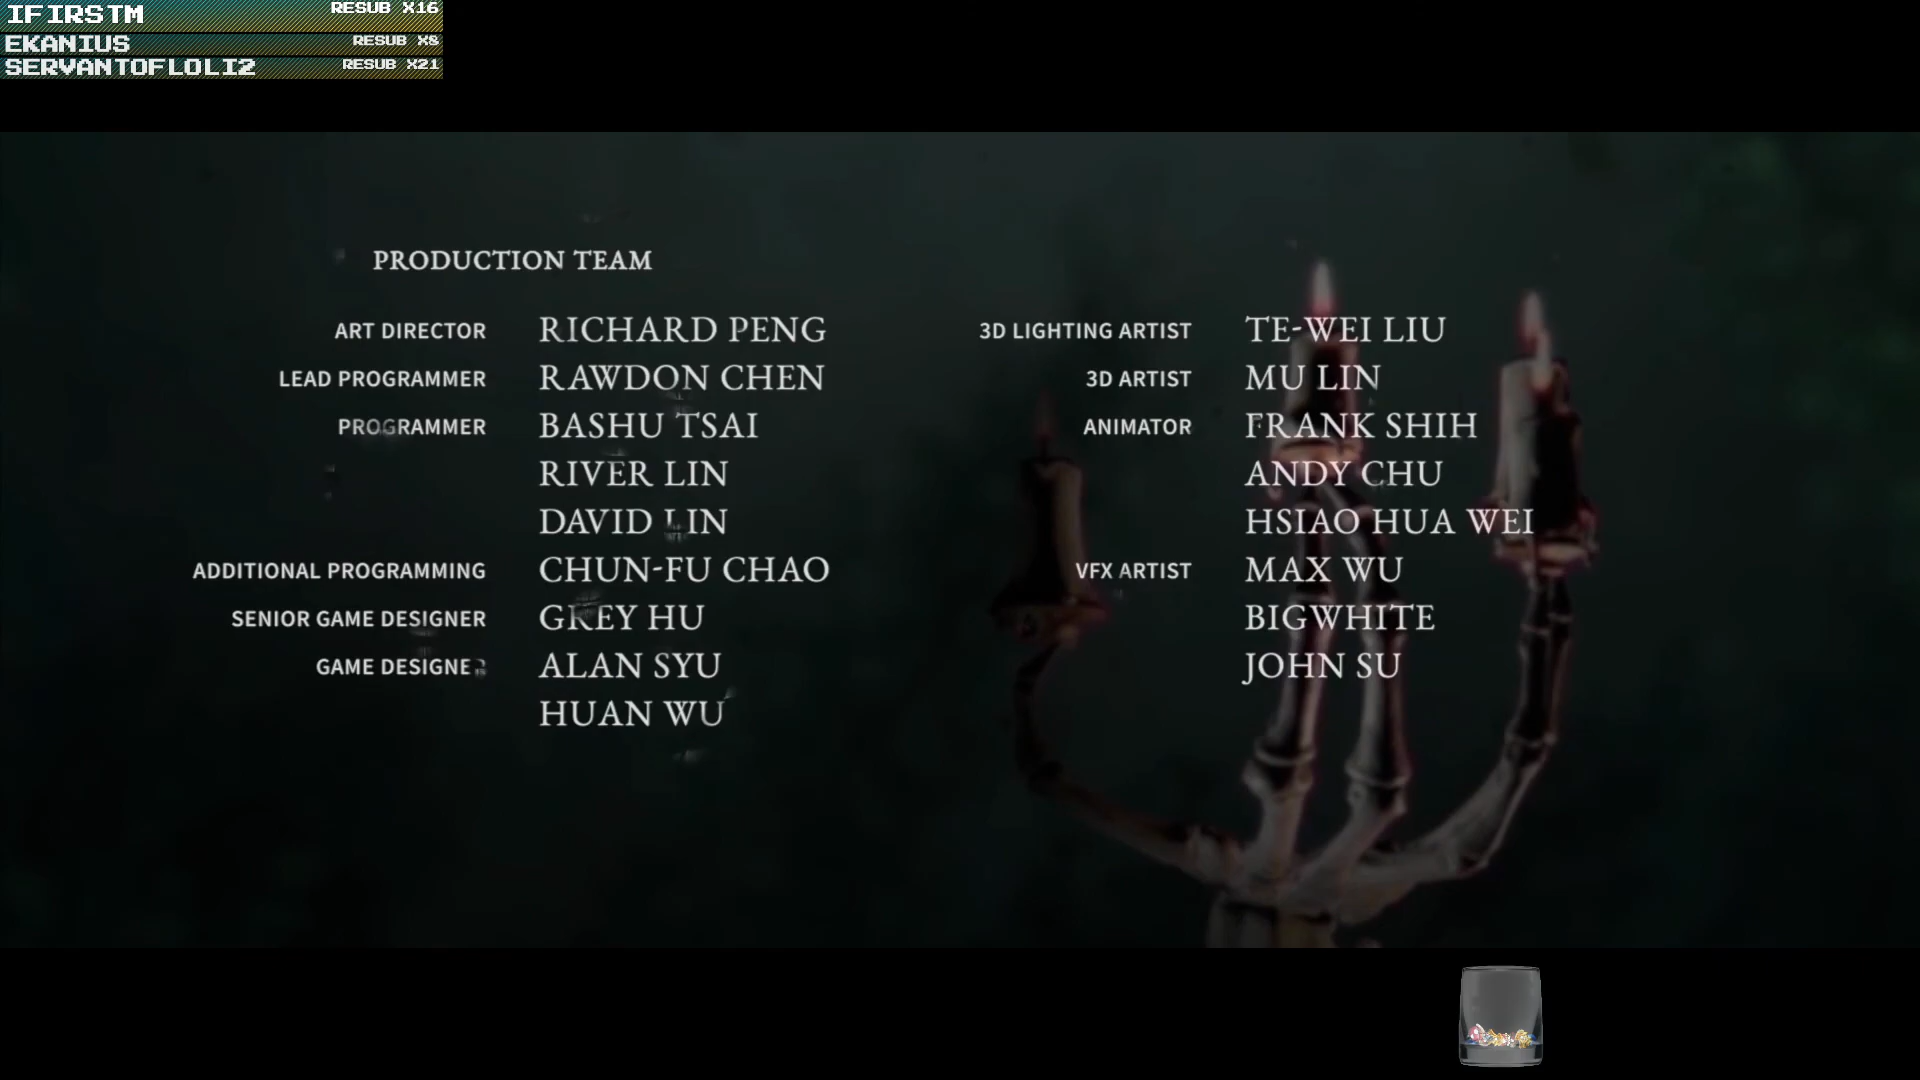 IFIRSTM RESUB X16
EKANIUS RESUB X8
SERVANTOFLOLI2 RESUB X21
PRODUCTION TEAM
ART DIRECTOR RICHARD PENG
LEAD PROGRAMMER RAWDON CHEN
PROGRAMMER BASHU TSAI
RIVER LIN
DAVID LIN
ADDITIONAL PROGRAMMING CHUN-FU CHAO
SENIOR GAME DESIGNER GREY HU
GAME DESIGNER ALAN SYU
HUAN WU
3D LIGHTING ARTIST TE-WEI LIU
3D ARTIST MU LIN
ANIMATOR FRANK SHIH
ANDY CHU
HSIAO HUA WEI
VFX ARTIST MAX WU
BIGWHITE
JOHN SU